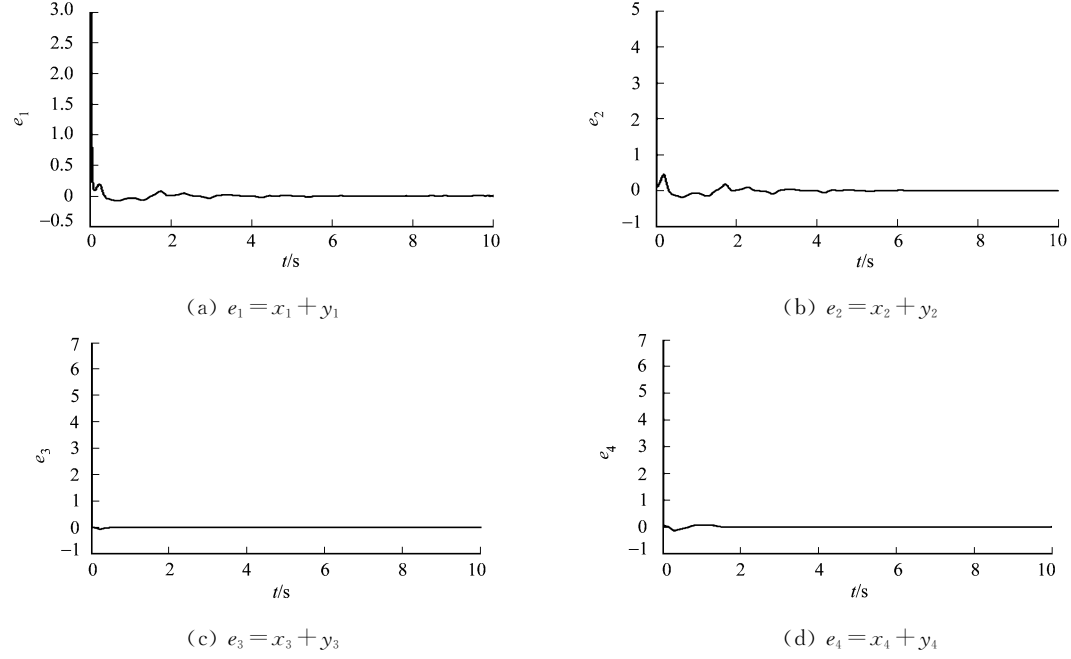 3.0
2.5
2.0
1.5
1.0
0.5
0
−0.5
e₁
0 2 4 6 8 10
t/s
(a) e₁=x₁+y₁
5
4
3
2
1
0
−1
e₂
0 2 4 6 8 10
t/s
(b) e₂=x₂+y₂
7
6
5
4
3
2
1
0
−1
e₃
0 2 4 6 8 10
t/s
(c) e₃=x₃+y₃
7
6
5
4
3
2
1
0
−1
e₄
0 2 4 6 8 10
t/s
(d) e₄=x₄+y₄